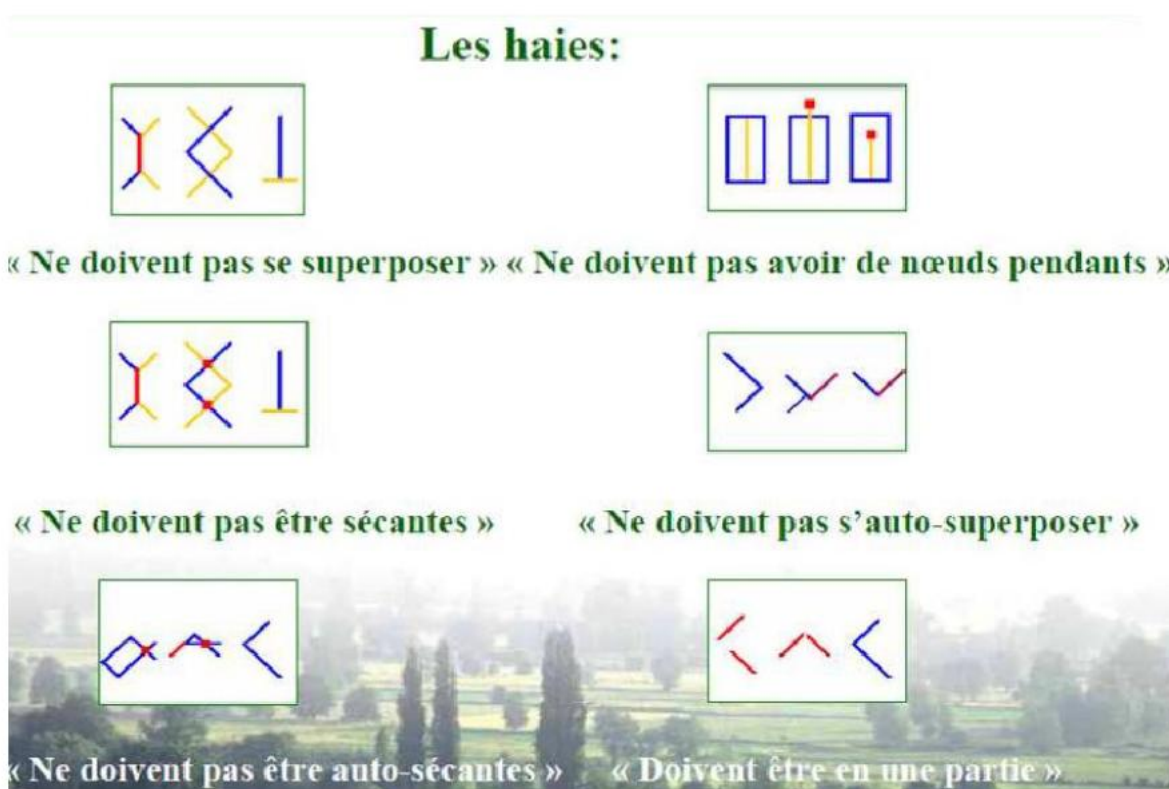 Les haies:
« Ne doivent pas se superposer » « Ne doivent pas avoir de nœuds pendants »
« Ne doivent pas être sécantes » « Ne doivent pas s’auto-superposer »
« Ne doivent pas être auto-sécantes » « Doivent être en une partie »